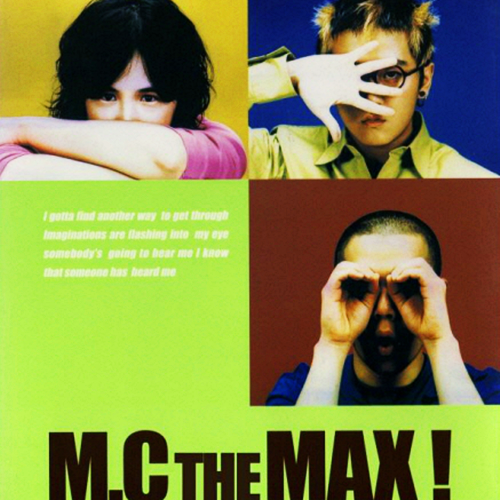 I gotta find another way to get through
Imaginations are flashing into my eye
somebody's going to hear me I know
that someone has heard me
M.C THE MAX !